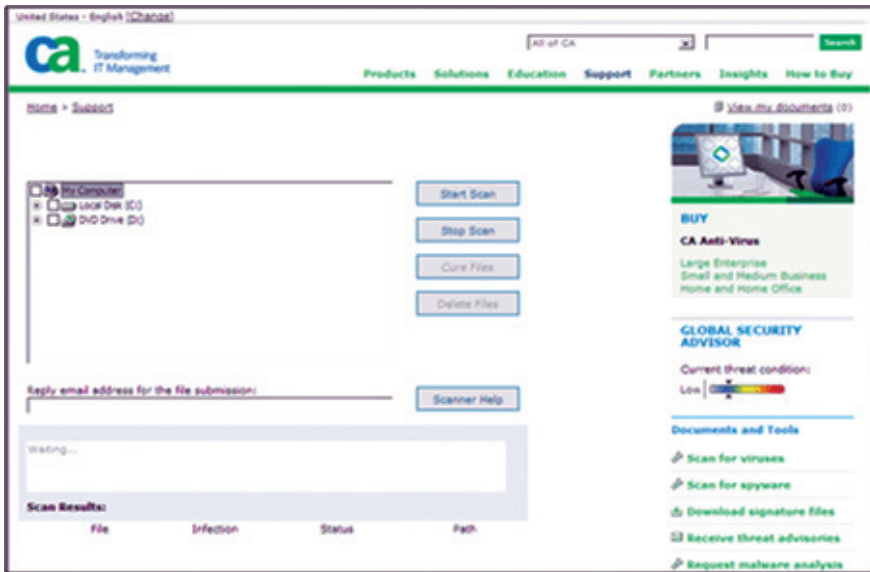 United States - English [Change]
ca Transforming
IT Management
All of CA
Search
Products Solutions Education Support Partners Insights How to Buy
Home > Support
View my documents (0)
My Computer
Local Disk (C:)
DVD Drive (D:)
Start Scan
Stop Scan
Cure Files
Delete Files
Reply email address for the file submission:
Scanner Help
Waiting...
Scan Results:
File Infection Status Path
BUY
CA Anti-Virus
Large Enterprise
Small and Medium Business
Home and Home Office
GLOBAL SECURITY
ADVISOR
Current threat condition:
Low
Documents and Tools
Scan for viruses
Scan for spyware
Download signature files
Receive threat advisories
Request malware analysis